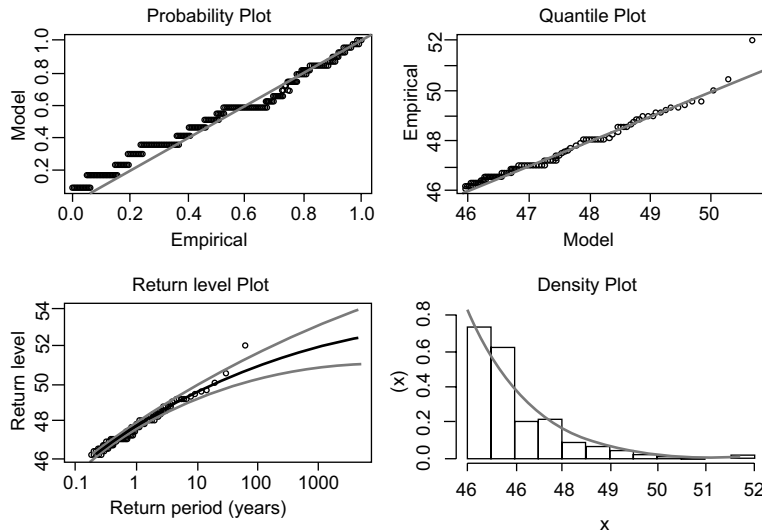 Probability Plot
Model
0.2 0.4 0.6 0.8 1.0
0.0 0.2 0.4 0.6 0.8 1.0
Empirical
Quantile Plot
Empirical
46 48 50 52
46 47 48 49 50
Model
Return level Plot
Return level
46 48 50 52 54
0.1 1 10 100 1000
Return period (years)
Density Plot
(x)
0.0 0.2 0.4 0.8
46 46 48 49 50 51 52
x